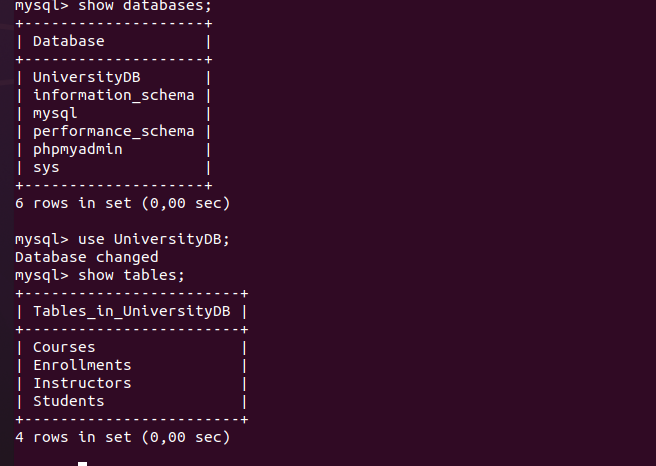 mysql> show databases;
+--------------------+
| Database           |
+--------------------+
| UniversityDB       |
| information_schema |
| mysql              |
| performance_schema |
| phpmyadmin         |
| sys                |
+--------------------+
6 rows in set (0,00 sec)

mysql> use UniversityDB;
Database changed
mysql> show tables;
+------------------------+
| Tables_in_UniversityDB |
+------------------------+
| Courses                |
| Enrollments            |
| Instructors            |
| Students               |
+------------------------+
4 rows in set (0,00 sec)